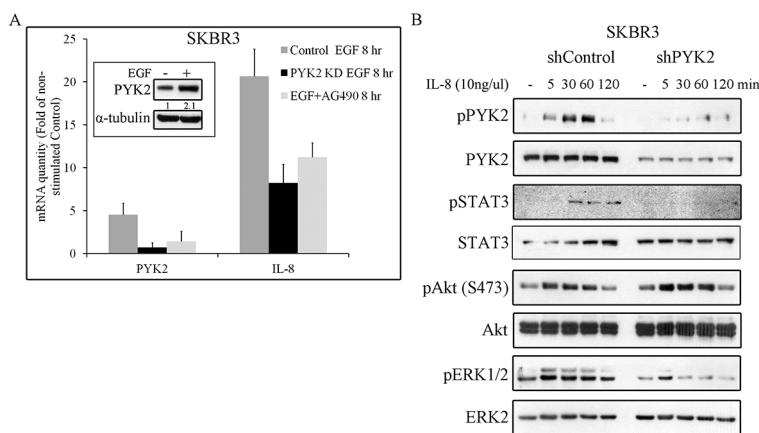 A
SKBR3
mRNA quantity (Fold of non-
stimulated Control)
25
20
15
10
5
0
EGF - +
PYK2
1 2.1
α-tubulin
Control EGF 8 hr
PYK2 KD EGF 8 hr
EGF+AG490 8 hr
PYK2 IL-8
B
SKBR3
shControl shPYK2
IL-8 (10ng/ul) - 5 30 60 120 - 5 30 60 120 min
pPYK2
PYK2
pSTAT3
STAT3
pAkt (S473)
Akt
pERK1/2
ERK2